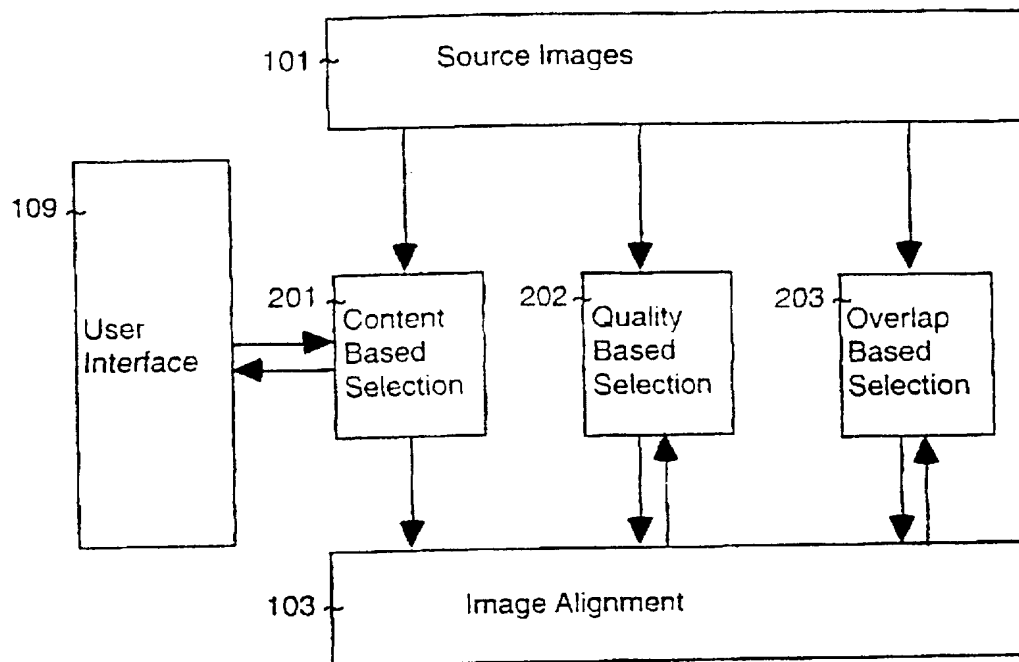 101 ~ Source Images
109 ~
User
Interface
201 ~
Content
Based
Selection
202 ~
Quality
Based
Selection
203 ~
Overlap
Based
Selection
103 ~ Image Alignment